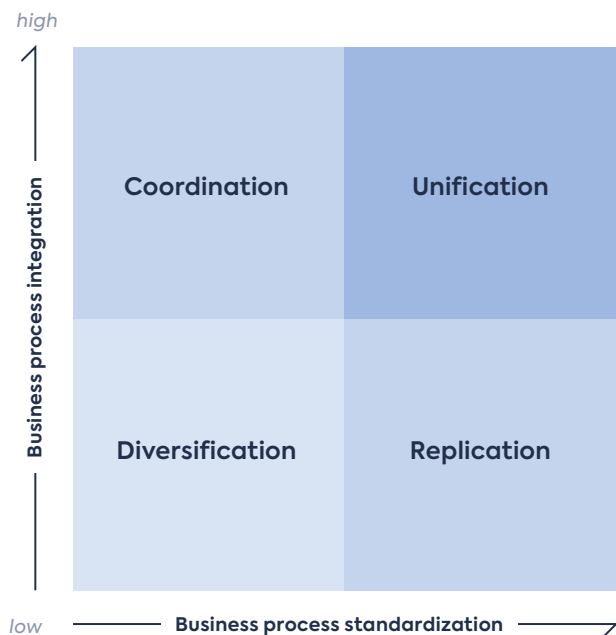 high
Coordination
Unification
Business process integration
Diversification
Replication
low
Business process standardization